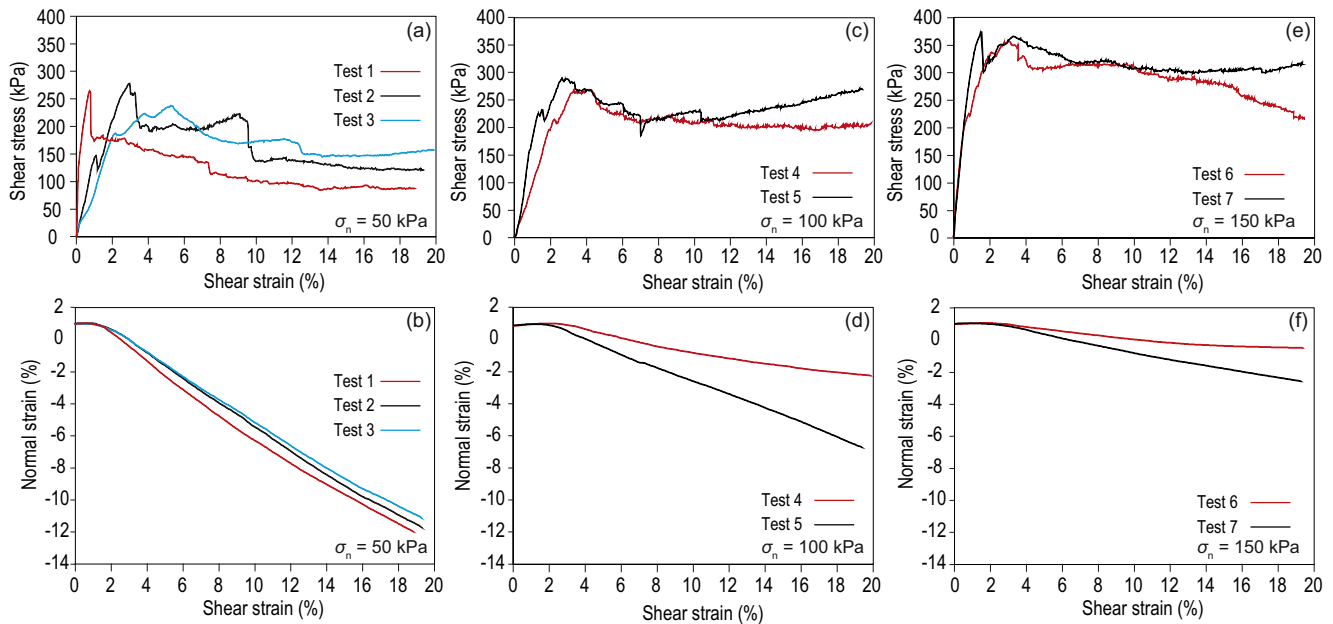 (a)
Shear stress (kPa)
400
350
300
250
200
150
100
50
0
Test 1
Test 2
Test 3
σn = 50 kPa
0 2 4 6 8 10 12 14 16 18 20
Shear strain (%)
(c)
Shear stress (kPa)
400
350
300
250
200
150
100
50
0
Test 4
Test 5
σn = 100 kPa
0 2 4 6 8 10 12 14 16 18 20
Shear strain (%)
(e)
Shear stress (kPa)
400
350
300
250
200
150
100
50
0
Test 6
Test 7
σn = 150 kPa
0 2 4 6 8 10 12 14 16 18 20
Shear strain (%)
(b)
Normal strain (%)
2
0
-2
-4
-6
-8
-10
-12
-14
Test 1
Test 2
Test 3
σn = 50 kPa
0 2 4 6 8 10 12 14 16 18 20
Shear strain (%)
(d)
Normal strain (%)
2
0
-2
-4
-6
-8
-10
-12
-14
Test 4
Test 5
σn = 100 kPa
0 2 4 6 8 10 12 14 16 18 20
Shear strain (%)
(f)
Normal strain (%)
2
0
-2
-4
-6
-8
-10
-12
-14
Test 6
Test 7
σn = 150 kPa
0 2 4 6 8 10 12 14 16 18 20
Shear strain (%)